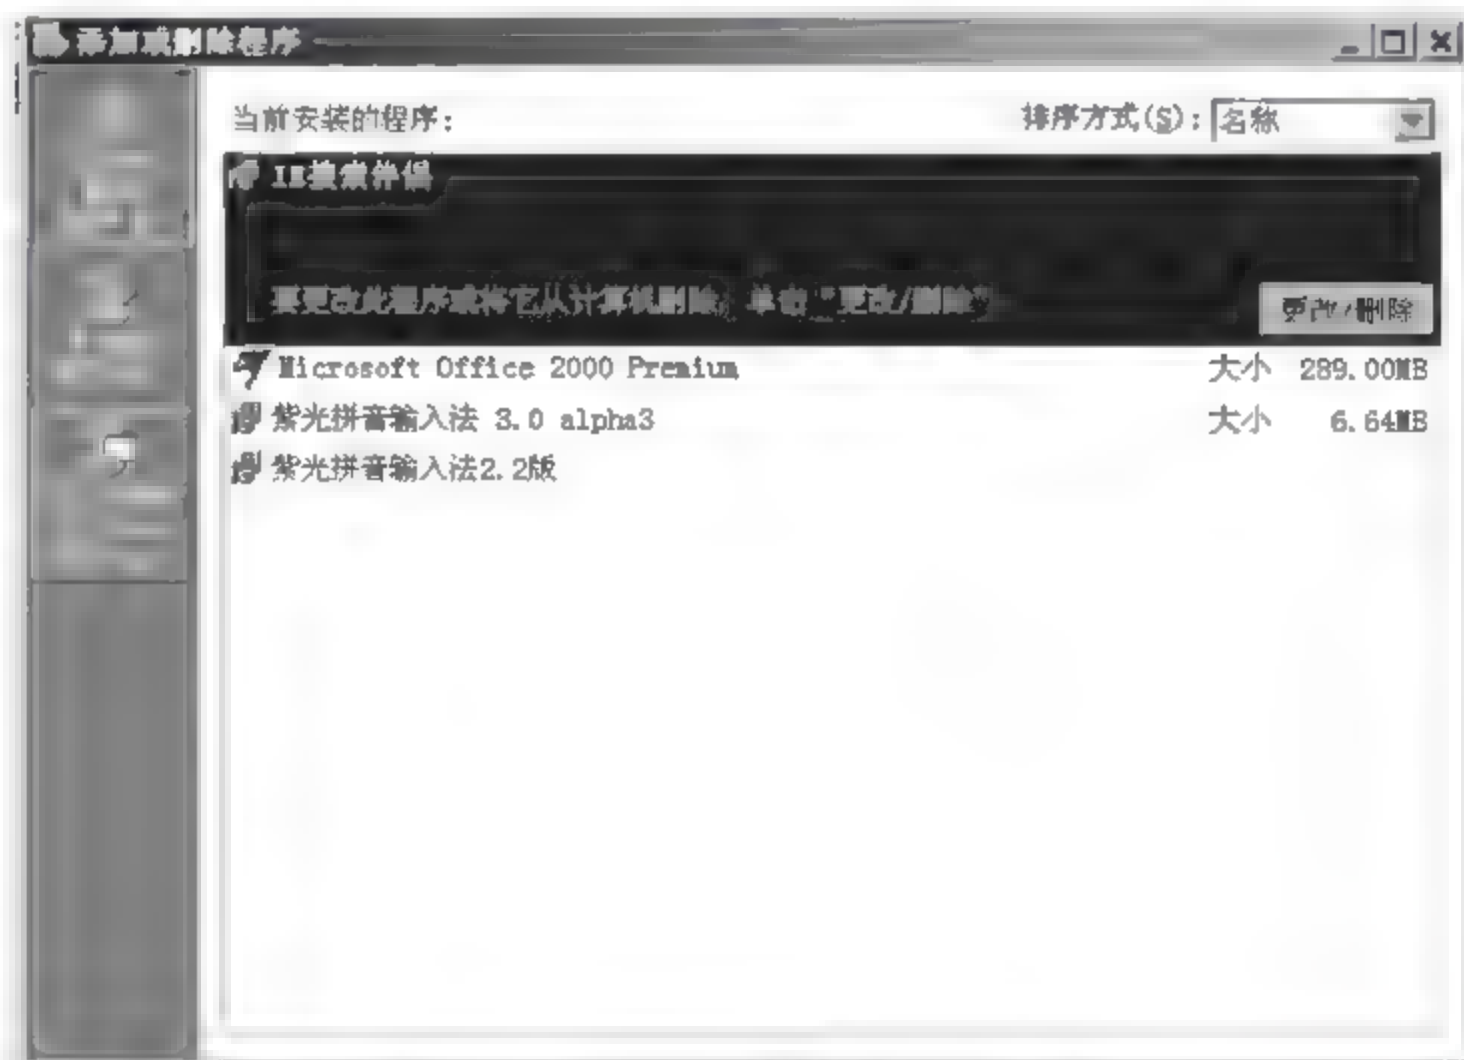 添加或删除程序
当前安装的程序: 排序方式(S): 名称
IE搜索伴侣
要更改此程序或将它从计算机删除,单击“更改/删除”。 更改/删除
Microsoft Office 2000 Premium 大小 289.00MB
紫光拼音输入法 3.0 alpha3 大小 6.64MB
紫光拼音输入法2.2版